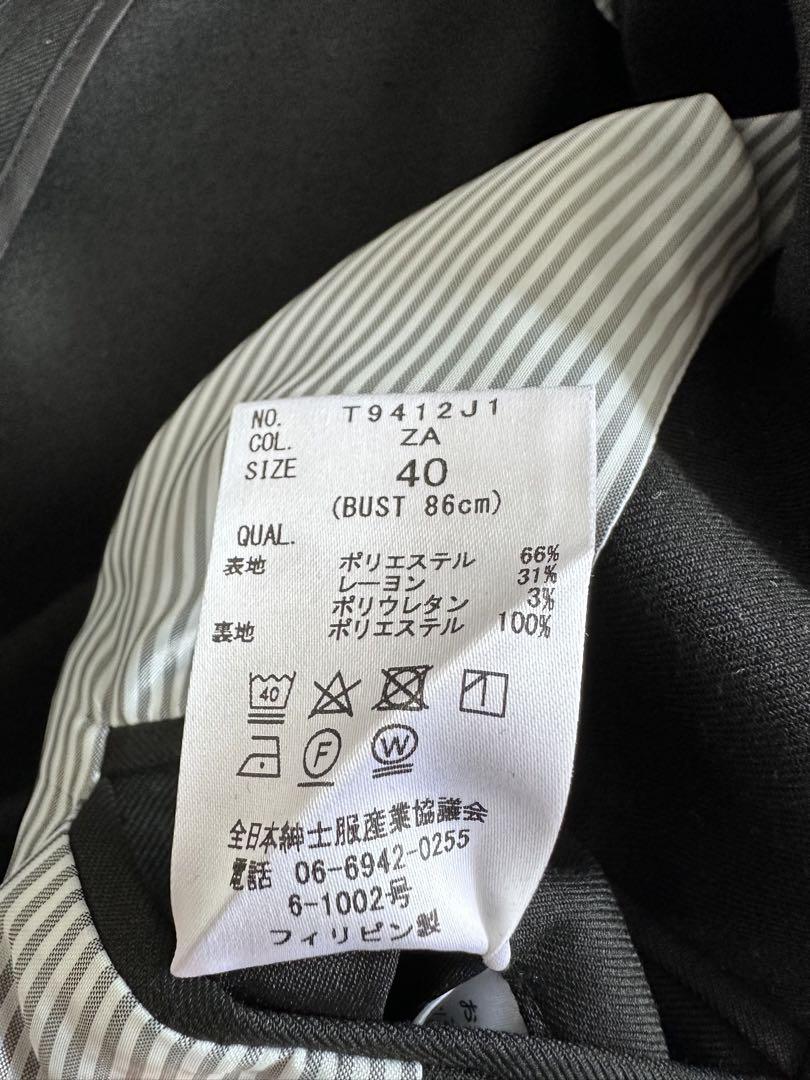 NO. T9412J1
COL. ZA
SIZE 40
(BUST 86cm)
QUAL.
表地 ポリエステル 66%
レーヨン 31%
ポリウレタン 3%
裏地 ポリエステル 100%
40
F W
全日本紳士服産業協議会
電話 06-6942-0255
6-1002号
フィリピン製
お